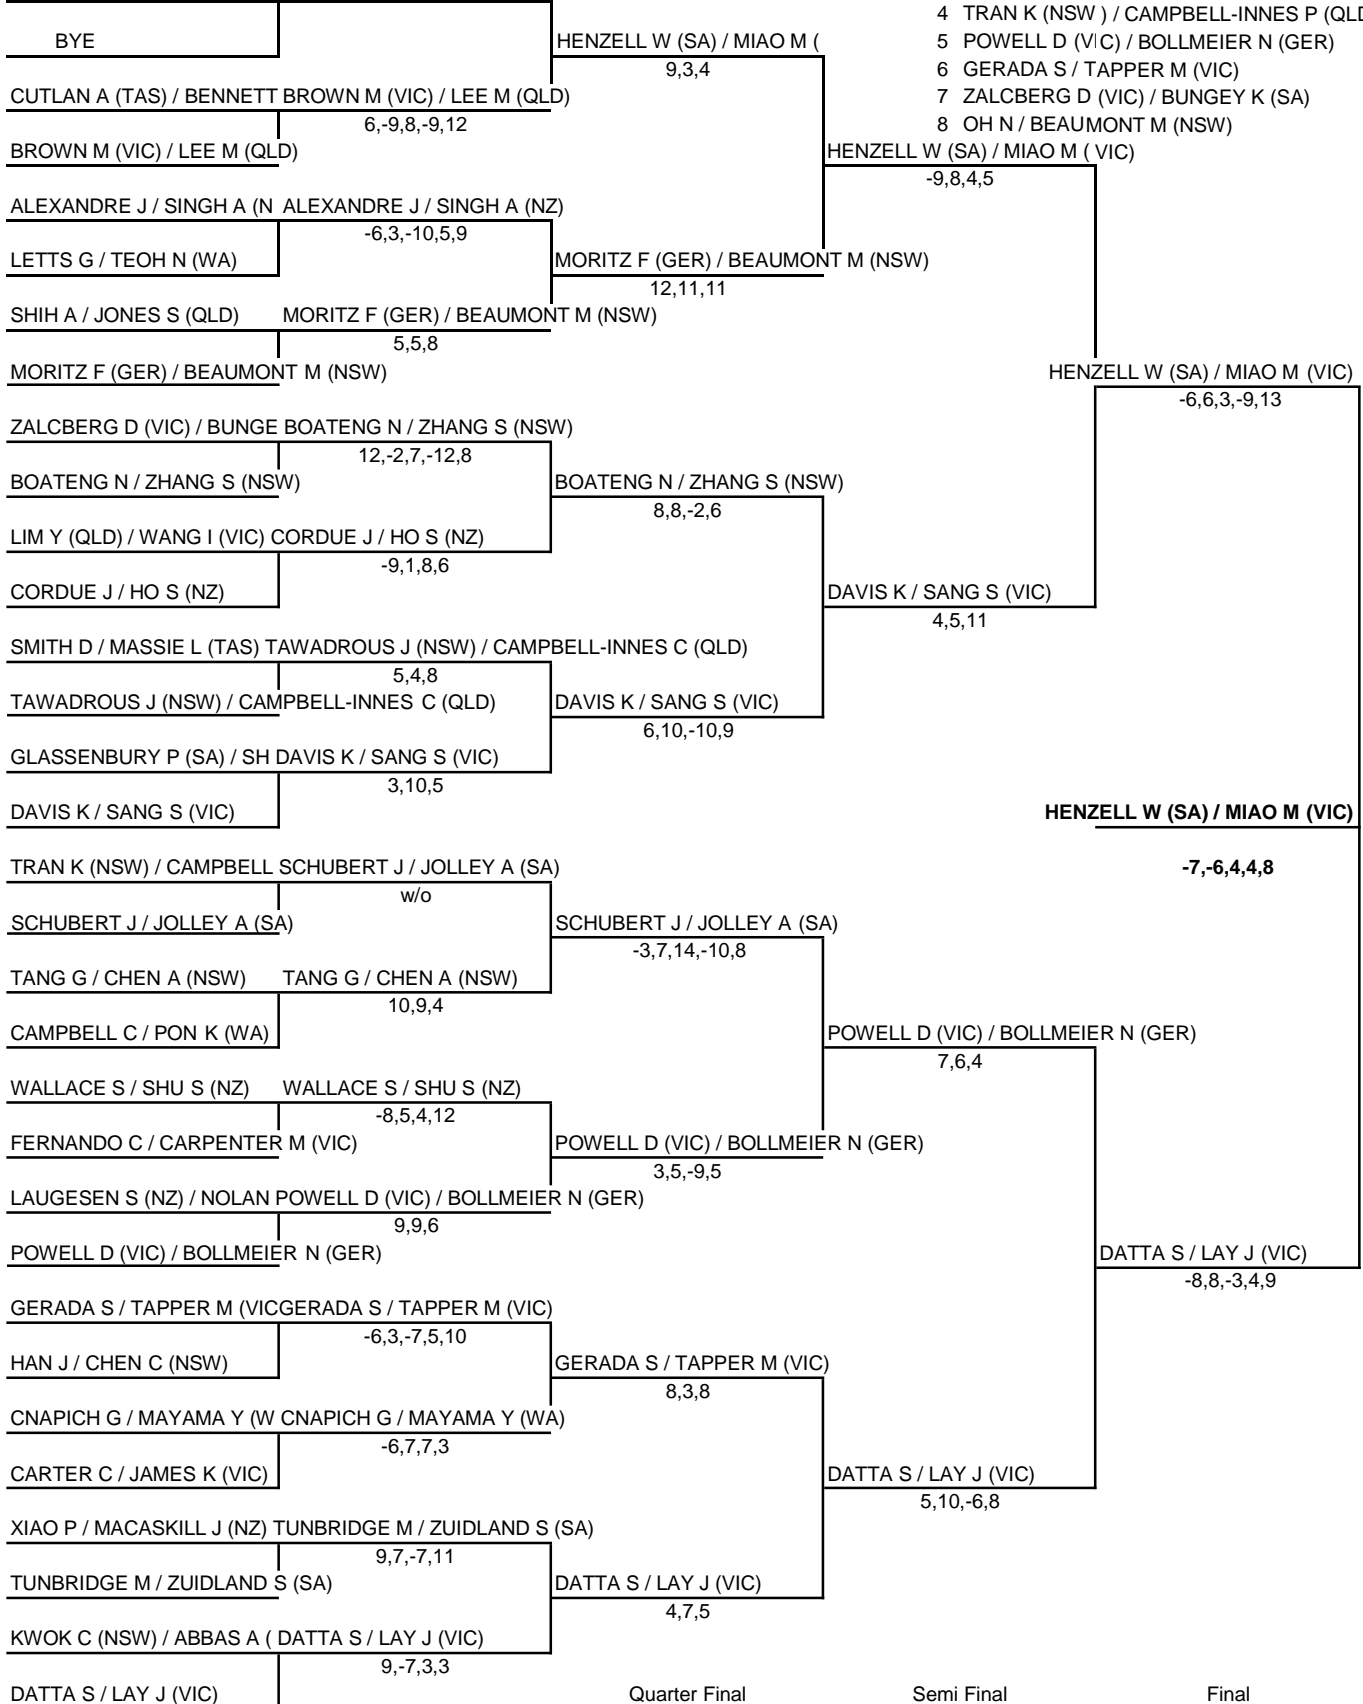 4 TRAN K (NSW ) / CAMPBELL-INNES P (QLD
BYE
HENZELL W (SA) / MIAO M (
5 POWELL D (VIC) / BOLLMEIER N (GER)
9,3,4
6 GERADA S / TAPPER M (VIC)
CUTLAN A (TAS) / BENNETT BROWN M (VIC) / LEE M (QLD)
7 ZALCBERG D (VIC) / BUNGEY K (SA)
6,-9,8,-9,12
8 OH N / BEAUMONT M (NSW)
BROWN M (VIC) / LEE M (QLD)
HENZELL W (SA) / MIAO M ( VIC)
-9,8,4,5
ALEXANDRE J / SINGH A (N ALEXANDRE J / SINGH A (NZ)
-6,3,-10,5,9
LETTS G / TEOH N (WA)
MORITZ F (GER) / BEAUMONT M (NSW)
12,11,11
SHIH A / JONES S (QLD) MORITZ F (GER) / BEAUMONT M (NSW)
5,5,8
MORITZ F (GER) / BEAUMONT M (NSW)
HENZELL W (SA) / MIAO M (VIC)
-6,6,3,-9,13
ZALCBERG D (VIC) / BUNGE BOATENG N / ZHANG S (NSW)
12,-2,7,-12,8
BOATENG N / ZHANG S (NSW)
BOATENG N / ZHANG S (NSW)
8,8,-2,6
LIM Y (QLD) / WANG I (VIC) CORDUE J / HO S (NZ)
-9,1,8,6
CORDUE J / HO S (NZ)
DAVIS K / SANG S (VIC)
4,5,11
SMITH D / MASSIE L (TAS) TAWADROUS J (NSW) / CAMPBELL-INNES C (QLD)
5,4,8
TAWADROUS J (NSW) / CAMPBELL-INNES C (QLD)
DAVIS K / SANG S (VIC)
6,10,-10,9
GLASSENBURY P (SA) / SH DAVIS K / SANG S (VIC)
3,10,5
DAVIS K / SANG S (VIC)
HENZELL W (SA) / MIAO M (VIC)
TRAN K (NSW) / CAMPBELL SCHUBERT J / JOLLEY A (SA)
-7,-6,4,4,8
w/o
SCHUBERT J / JOLLEY A (SA)
SCHUBERT J / JOLLEY A (SA)
-3,7,14,-10,8
TANG G / CHEN A (NSW) TANG G / CHEN A (NSW)
10,9,4
CAMPBELL C / PON K (WA)
POWELL D (VIC) / BOLLMEIER N (GER)
7,6,4
WALLACE S / SHU S (NZ) WALLACE S / SHU S (NZ)
-8,5,4,12
FERNANDO C / CARPENTER M (VIC)
POWELL D (VIC) / BOLLMEIER N (GER)
3,5,-9,5
LAUGESEN S (NZ) / NOLAN POWELL D (VIC) / BOLLMEIER N (GER)
9,9,6
POWELL D (VIC) / BOLLMEIER N (GER)
DATTA S / LAY J (VIC)
-8,8,-3,4,9
GERADA S / TAPPER M (VICGERADA S / TAPPER M (VIC)
-6,3,-7,5,10
HAN J / CHEN C (NSW)
GERADA S / TAPPER M (VIC)
8,3,8
CNAPICH G / MAYAMA Y (W CNAPICH G / MAYAMA Y (WA)
-6,7,7,3
CARTER C / JAMES K (VIC)
DATTA S / LAY J (VIC)
5,10,-6,8
XIAO P / MACASKILL J (NZ) TUNBRIDGE M / ZUIDLAND S (SA)
9,7,-7,11
TUNBRIDGE M / ZUIDLAND S (SA)
DATTA S / LAY J (VIC)
4,7,5
KWOK C (NSW) / ABBAS A ( DATTA S / LAY J (VIC)
9,-7,3,3
DATTA S / LAY J (VIC)
Quarter Final
Semi Final
Final